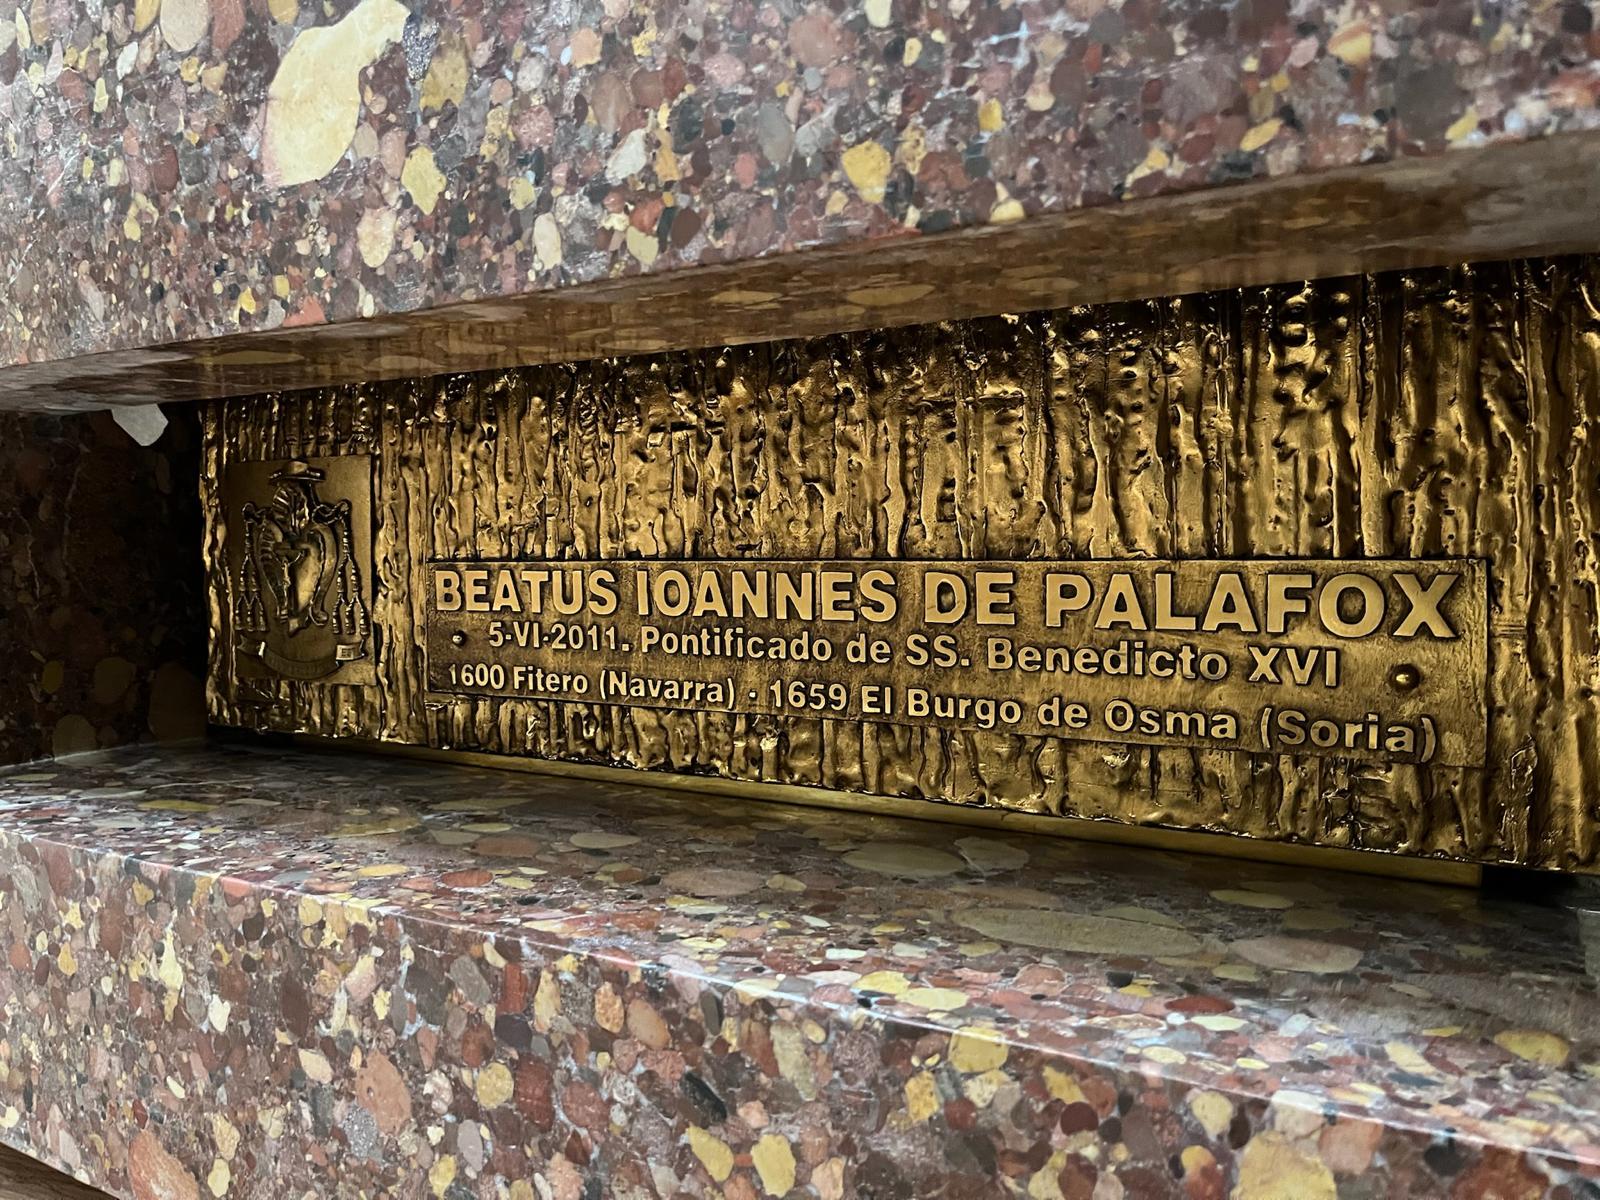 BEATUS IOANNES DE PALAFOX
5-VI-2011. Pontificado de SS. Benedicto XVI
1600 Fitero (Navarra) · 1659 El Burgo de Osma (Soria)